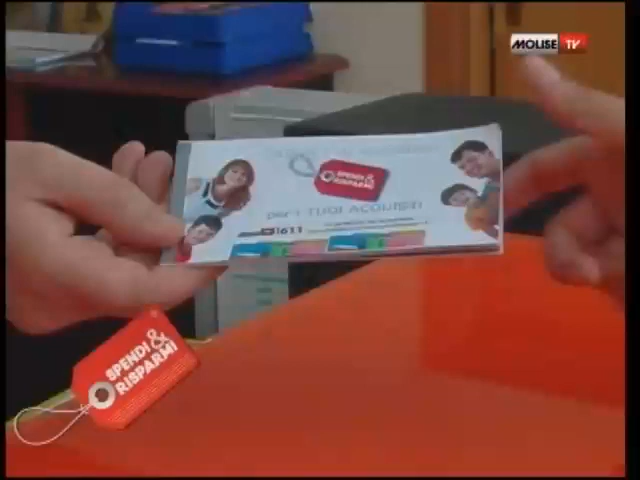 MOLISE TV
SPENDI &
RISPARMI
per i TUOI ACQUISTI
SPENDI &
RISPARMI